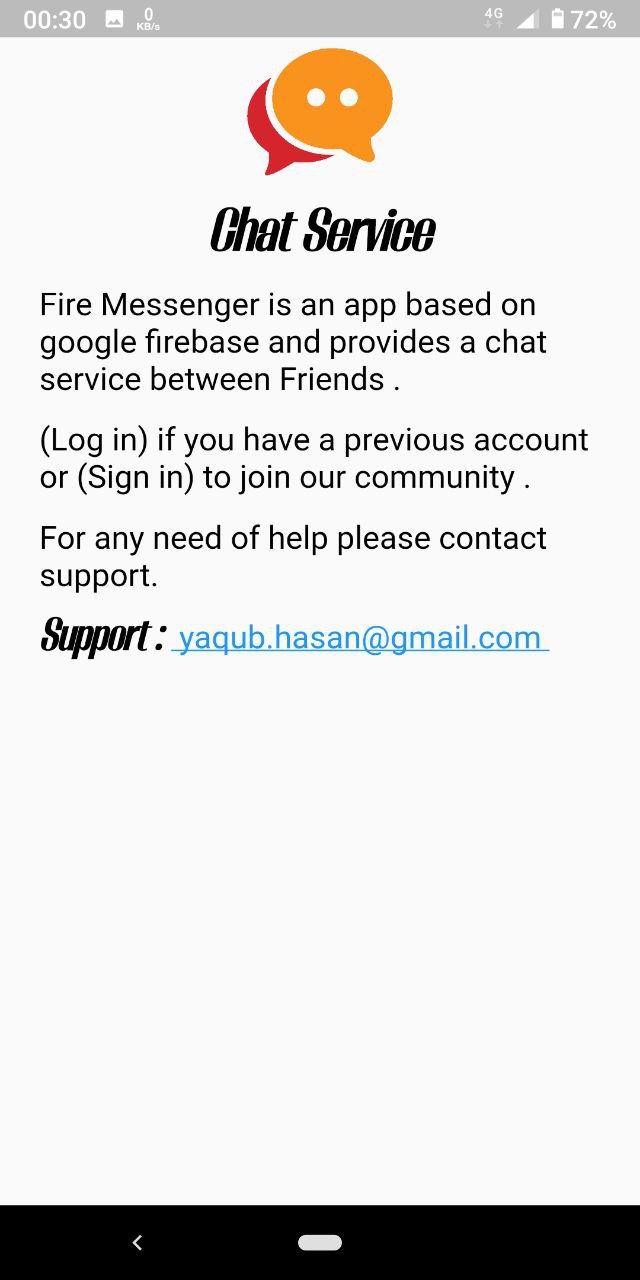 00:30 0 KB/s 4G 72%
Chat Service
Fire Messenger is an app based on
google firebase and provides a chat
service between Friends .
(Log in) if you have a previous account
or (Sign in) to join our community .
For any need of help please contact
support.
Support : yaqub.hasan@gmail.com